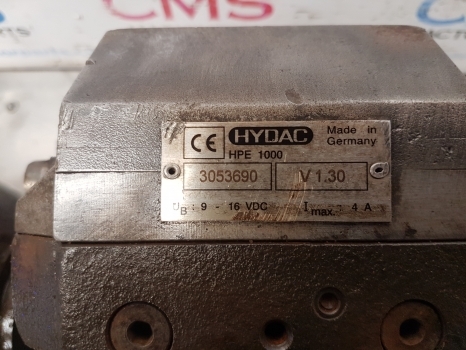 CMS
CE HYDAC Made in Germany
HPE 1000
3053690 V 1.30
UB : 9 - 16 VDC Imax. 4 A